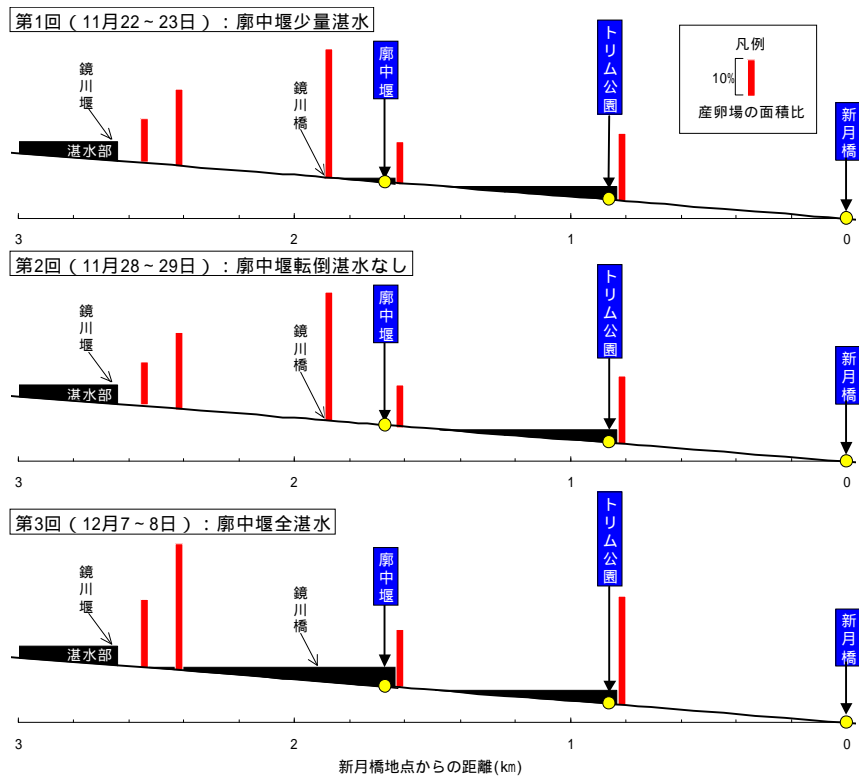 第1回(11月22~23日):廓中堰少量湛水
鏡川堰
湛水部
鏡川橋
廓中堰
トリム公園
凡例
10%
産卵場の面積比
新月橋
3
2
1
0
第2回(11月28~29日):廓中堰転倒湛水なし
鏡川堰
湛水部
鏡川橋
廓中堰
トリム公園
新月橋
3
2
1
0
第3回(12月7~8日):廓中堰全湛水
鏡川堰
湛水部
鏡川橋
廓中堰
トリム公園
新月橋
3
2
1
0
新月橋地点からの距離(km)